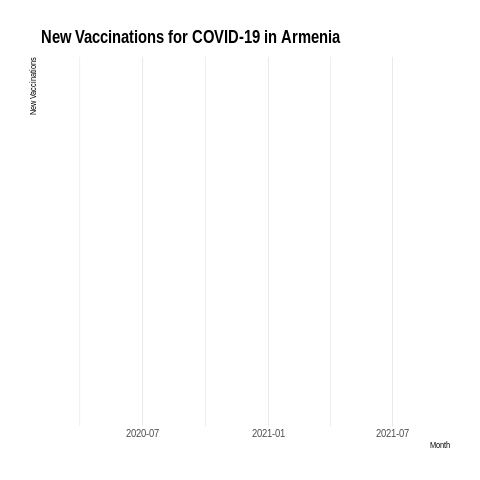 New Vaccinations for COVID-19 in Armenia
New Vaccinations
2020-07
2021-01
2021-07
Month